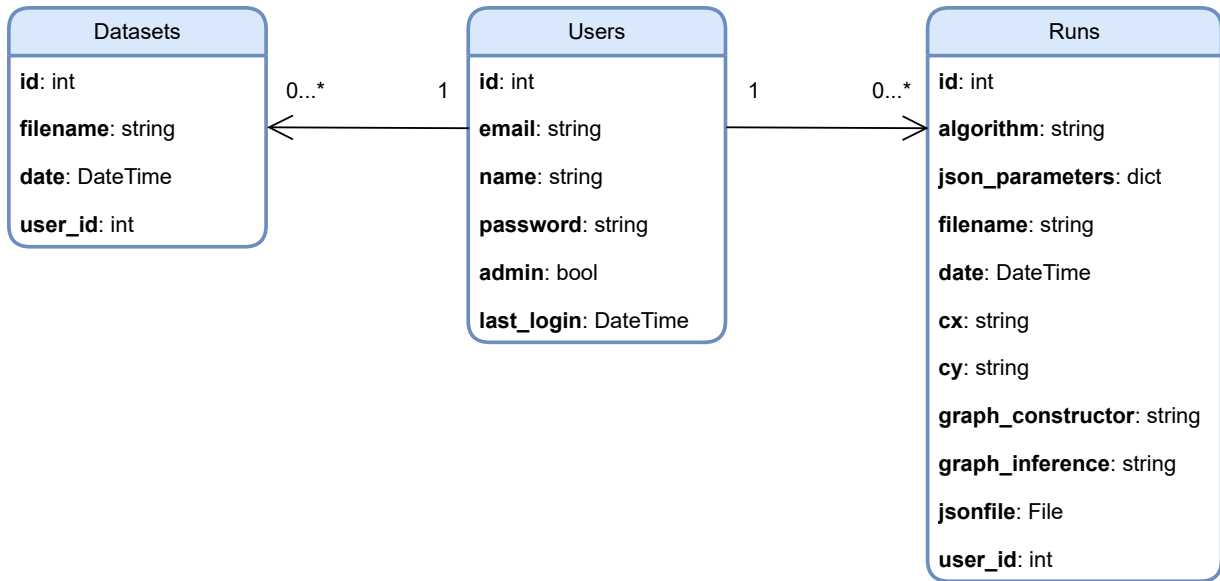 Datasets
id: int
filename: string
date: DateTime
user_id: int
0...*
1
Users
id: int
email: string
name: string
password: string
admin: bool
last_login: DateTime
1
0...*
Runs
id: int
algorithm: string
json_parameters: dict
filename: string
date: DateTime
cx: string
cy: string
graph_constructor: string
graph_inference: string
jsonfile: File
user_id: int